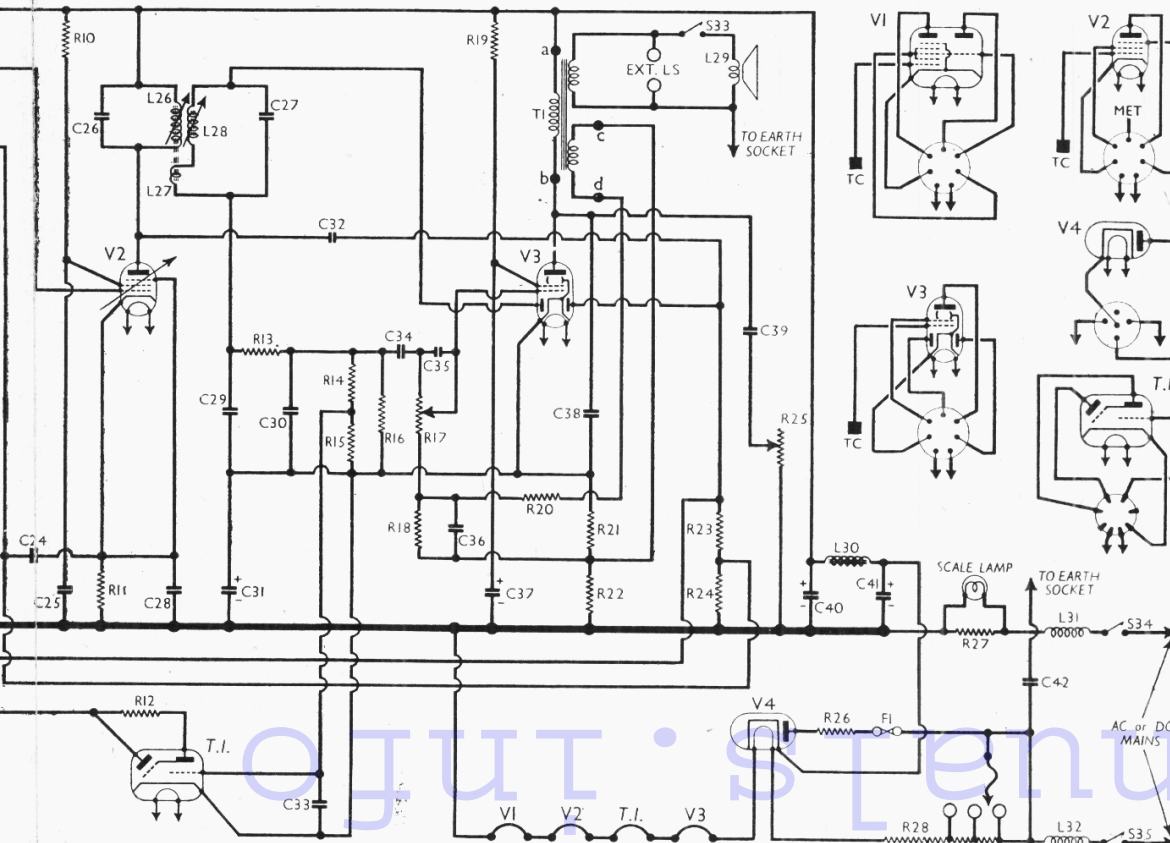 R10
R19
a
S33
EXT. LS
L29
V1
V2
L26
C26
L28
C27
L27
T1
c
b
d
TO EARTH
SOCKET
TC
MET
TC
C32
V2
V3
V4
V3
C39
R13
C34
C35
R14
C29
C30
R15
R16
R17
C38
R25
TC
T.I.
R18
C36
R20
R21
R23
C24
R11
C25
C28
+
C31
-
+
C37
-
R22
R24
L30
+
C40
-
C41
+
-
SCALE LAMP
TO EARTH
SOCKET
R27
L31
S34
C42
R12
T.I.
C33
V4
R26
F1
AC or DC
MAINS
V1
V2
T.I.
V3
R28
L32
S35